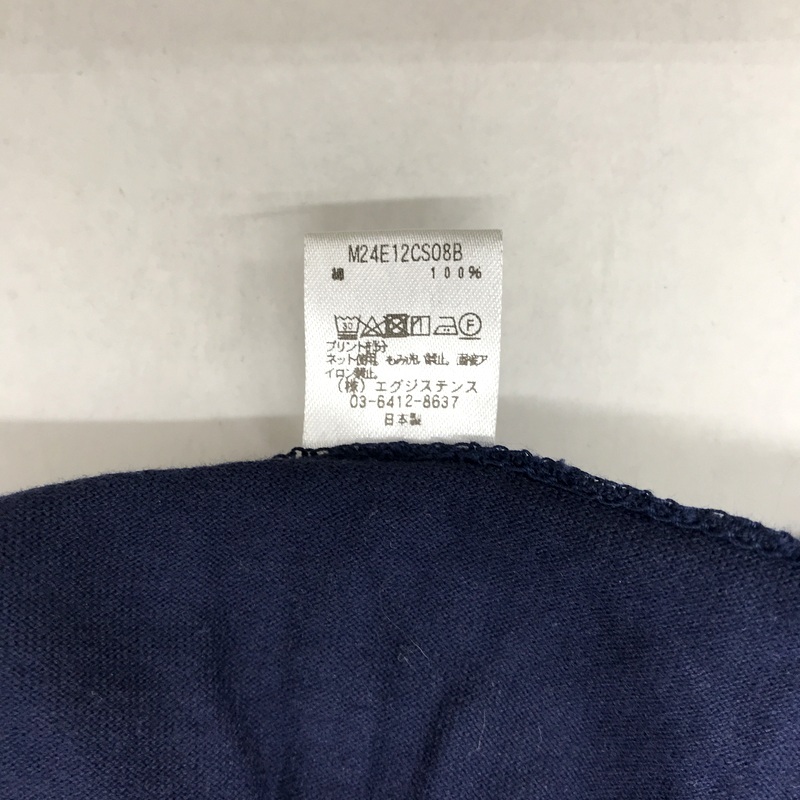 M24E12CS08B
綿 100%
30 F
プリント部分
ネット使用。もみ洗い禁止。直接ア
イロン禁止。
(株)エグジステンス
03-6412-8637
日本製